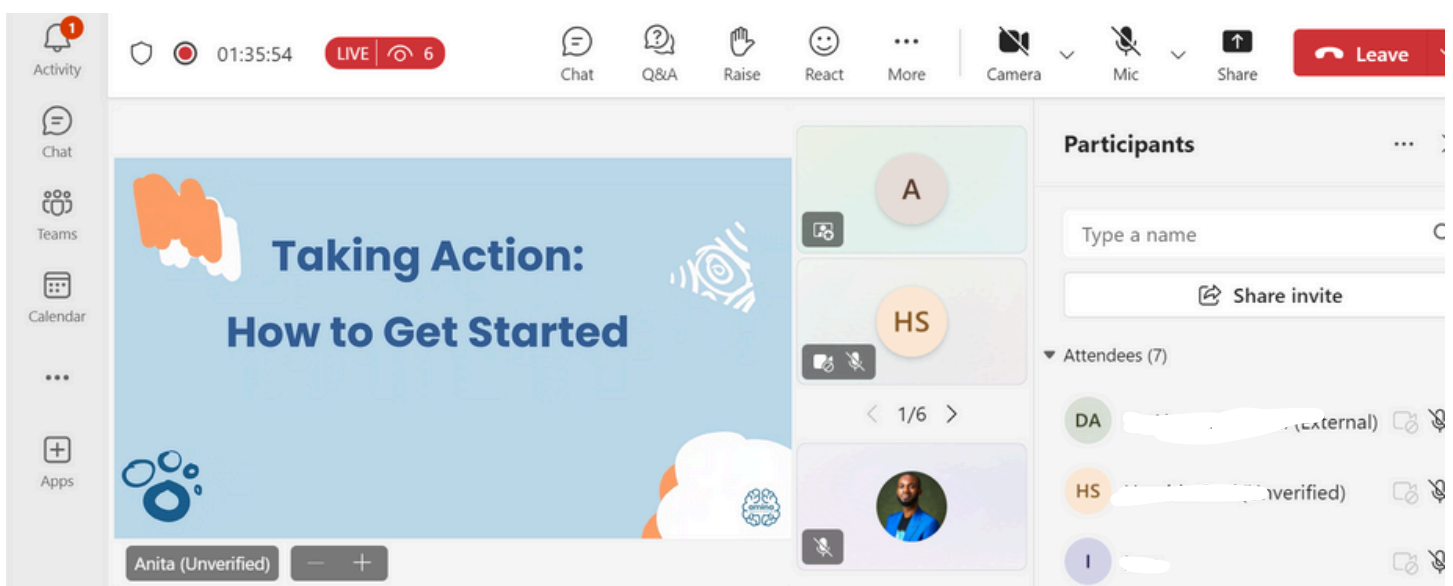 1
Activity
Chat
Teams
Calendar
Apps
01:35:54
LIVE 6
Chat
Q&A
Raise
React
More
Camera
Mic
Share
Leave
Taking Action:
How to Get Started
amina
Anita (Unverified)
A
HS
1/6
Participants
Type a name
Share invite
Attendees (7)
DA (External)
HS
I